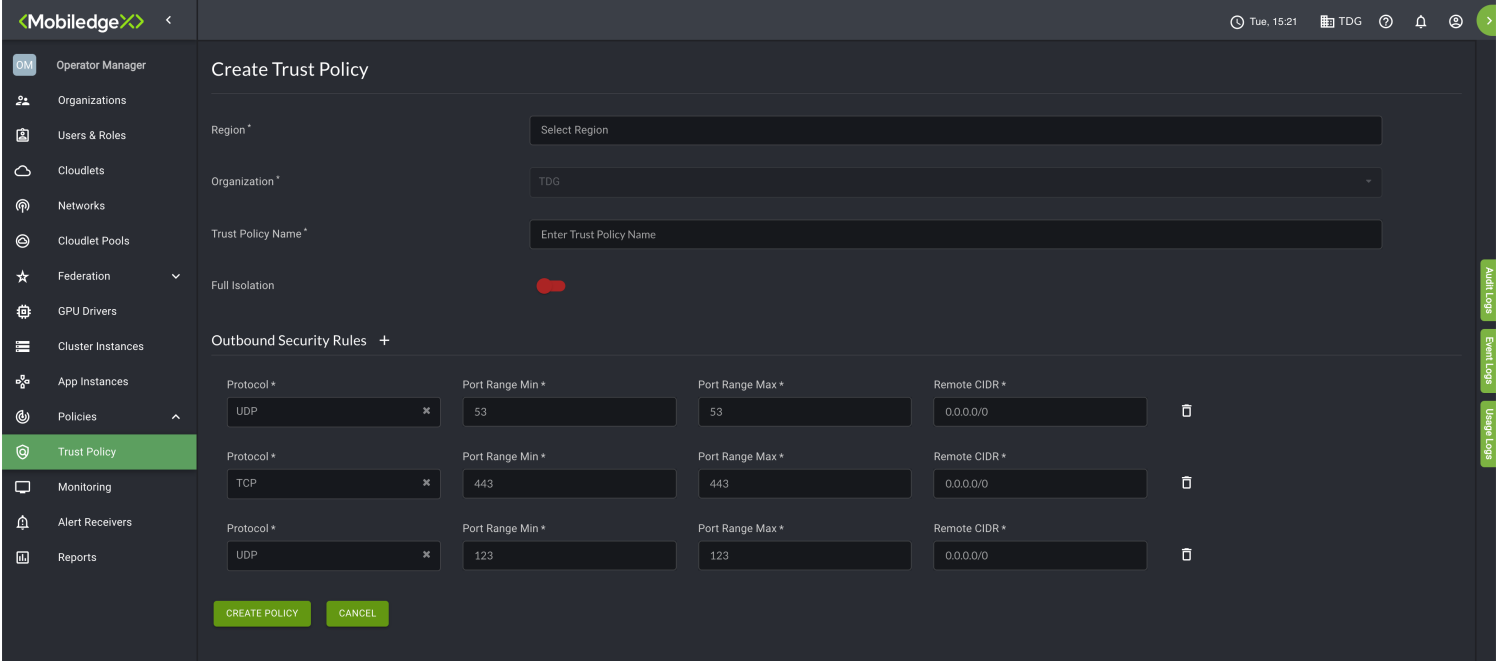 <MobiledgeX>
Tue, 15:21 TDG
OM Operator Manager
Organizations
Users & Roles
Cloudlets
Networks
Cloudlet Pools
Federation
GPU Drivers
Cluster Instances
App Instances
Policies
Trust Policy
Monitoring
Alert Receivers
Reports
Create Trust Policy
Region * Select Region
Organization * TDG
Trust Policy Name * Enter Trust Policy Name
Full Isolation
Outbound Security Rules +
Protocol * Port Range Min * Port Range Max * Remote CIDR *
UDP 53 53 0.0.0.0/0
Protocol * Port Range Min * Port Range Max * Remote CIDR *
TCP 443 443 0.0.0.0/0
Protocol * Port Range Min * Port Range Max * Remote CIDR *
UDP 123 123 0.0.0.0/0
CREATE POLICY CANCEL
Audit Logs
Event Logs
Usage Logs